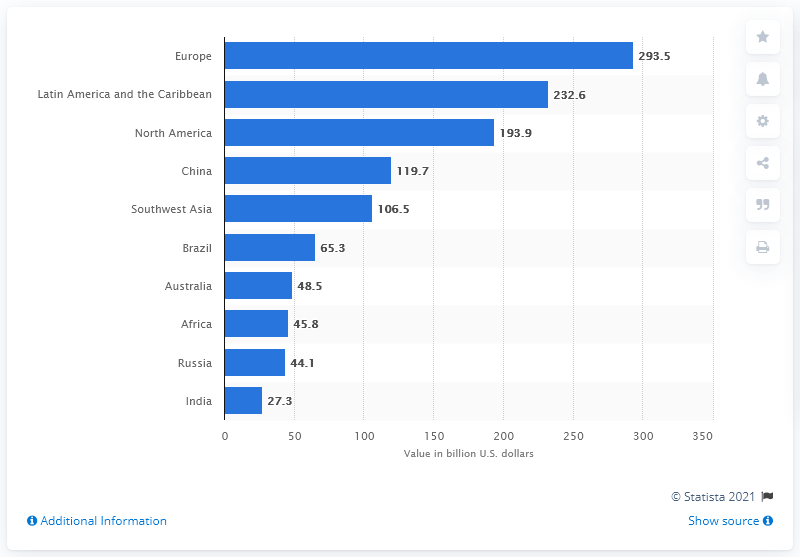 Europe 293.5
Latin America and the Caribbean 232.6
North America 193.9
China 119.7
Southwest Asia 106.5
Brazil 65.3
Australia 48.5
Africa 45.8
Russia 44.1
India 27.3
0 50 100 150 200 250 300 350
Value in billion U.S. dollars
© Statista 2021
Additional Information Show source